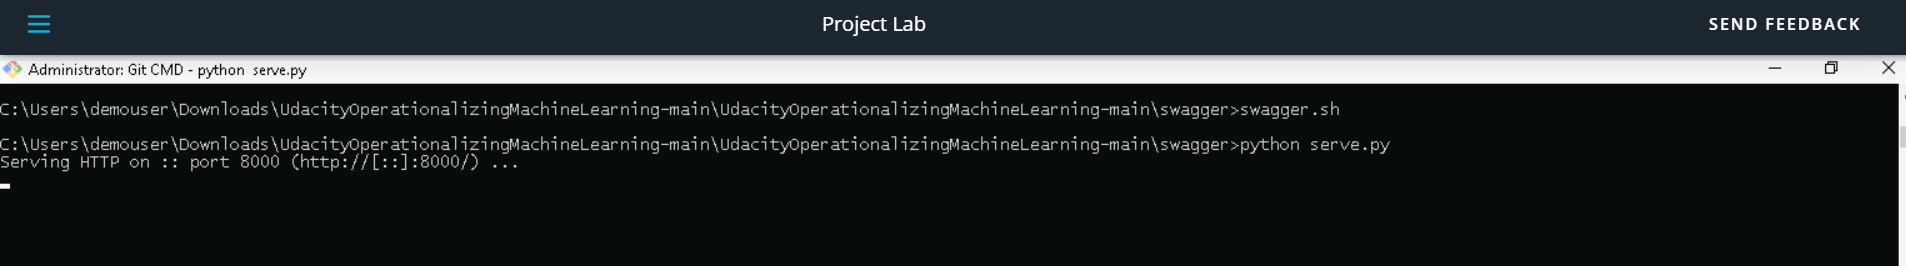 Project Lab
SEND FEEDBACK
Administrator: Git CMD - python  serve.py
C:\Users\demouser\Downloads\UdacityOperationalizingMachineLearning-main\UdacityOperationalizingMachineLearning-main\swagger>swagger.sh
C:\Users\demouser\Downloads\UdacityOperationalizingMachineLearning-main\UdacityOperationalizingMachineLearning-main\swagger>python serve.py
Serving HTTP on :: port 8000 (http://[::]:8000/) ...